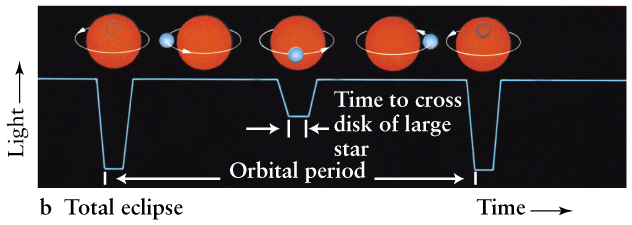 Light
Time to cross
disk of large
star
Orbital period
b Total eclipse
Time